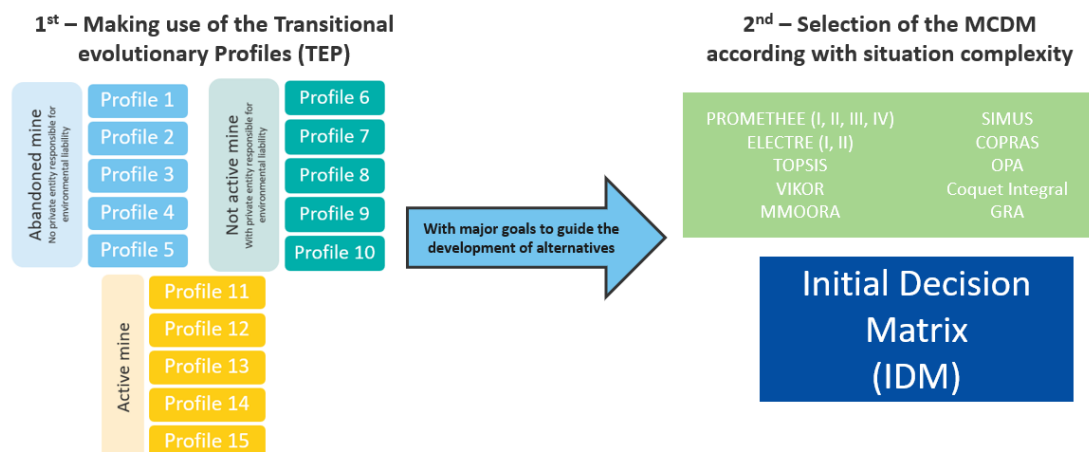 1st – Making use of the Transitional
evolutionary Profiles (TEP)
Abandoned mine
No private entity responsible for
environmental liability
Profile 1
Profile 2
Profile 3
Profile 4
Profile 5
Not active mine
With private entity responsible for
environmental liability
Profile 6
Profile 7
Profile 8
Profile 9
Profile 10
Active mine
Profile 11
Profile 12
Profile 13
Profile 14
Profile 15
With major goals to guide the
development of alternatives
2nd – Selection of the MCDM
according with situation complexity
PROMETHEE (I, II, III, IV)
ELECTRE (I, II)
TOPSIS
VIKOR
MMOORA
SIMUS
COPRAS
OPA
Coquet Integral
GRA
Initial Decision
Matrix
(IDM)